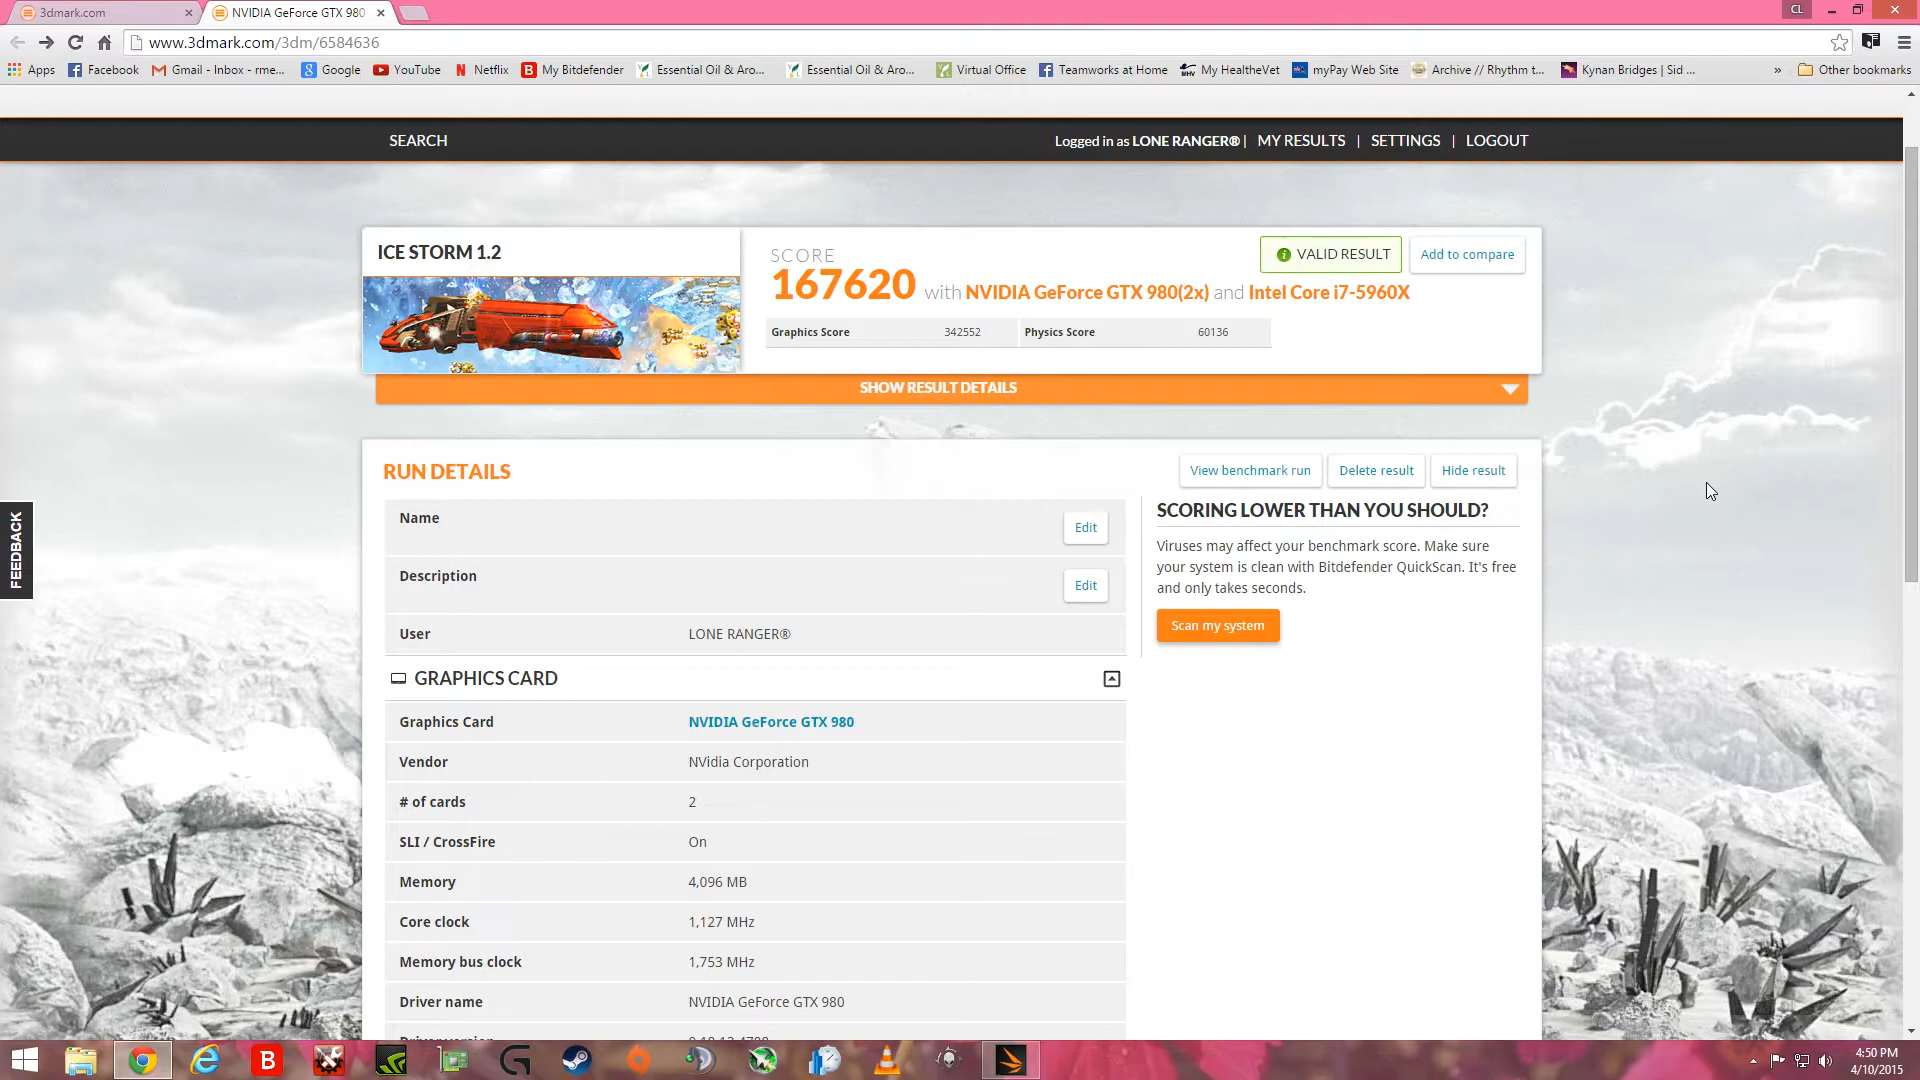 3dmark.com
NVIDIA GeForce GTX 980
CL
www.3dmark.com/3dm/6584636
Apps Facebook Gmail - Inbox - rme... Google YouTube Netflix My Bitdefender Essential Oil & Aro... Essential Oil & Aro... Virtual Office Teamworks at Home My HealtheVet myPay Web Site Archive // Rhythm t... Kynan Bridges | Sid ... » Other bookmarks
SEARCH
Logged in as LONE RANGER® | MY RESULTS | SETTINGS | LOGOUT
ICE STORM 1.2
SCORE
VALID RESULT
Add to compare
167620 with NVIDIA GeForce GTX 980(2x) and Intel Core i7-5960X
Graphics Score 342552 Physics Score 60136
SHOW RESULT DETAILS
RUN DETAILS
View benchmark run
Delete result
Hide result
Name
Edit
Description
Edit
User LONE RANGER®
SCORING LOWER THAN YOU SHOULD?
Viruses may affect your benchmark score. Make sure
your system is clean with Bitdefender QuickScan. It's free
and only takes seconds.
Scan my system
FEEDBACK
GRAPHICS CARD
Graphics Card NVIDIA GeForce GTX 980
Vendor NVidia Corporation
# of cards 2
SLI / CrossFire On
Memory 4,096 MB
Core clock 1,127 MHz
Memory bus clock 1,753 MHz
Driver name NVIDIA GeForce GTX 980
4:50 PM
4/10/2015